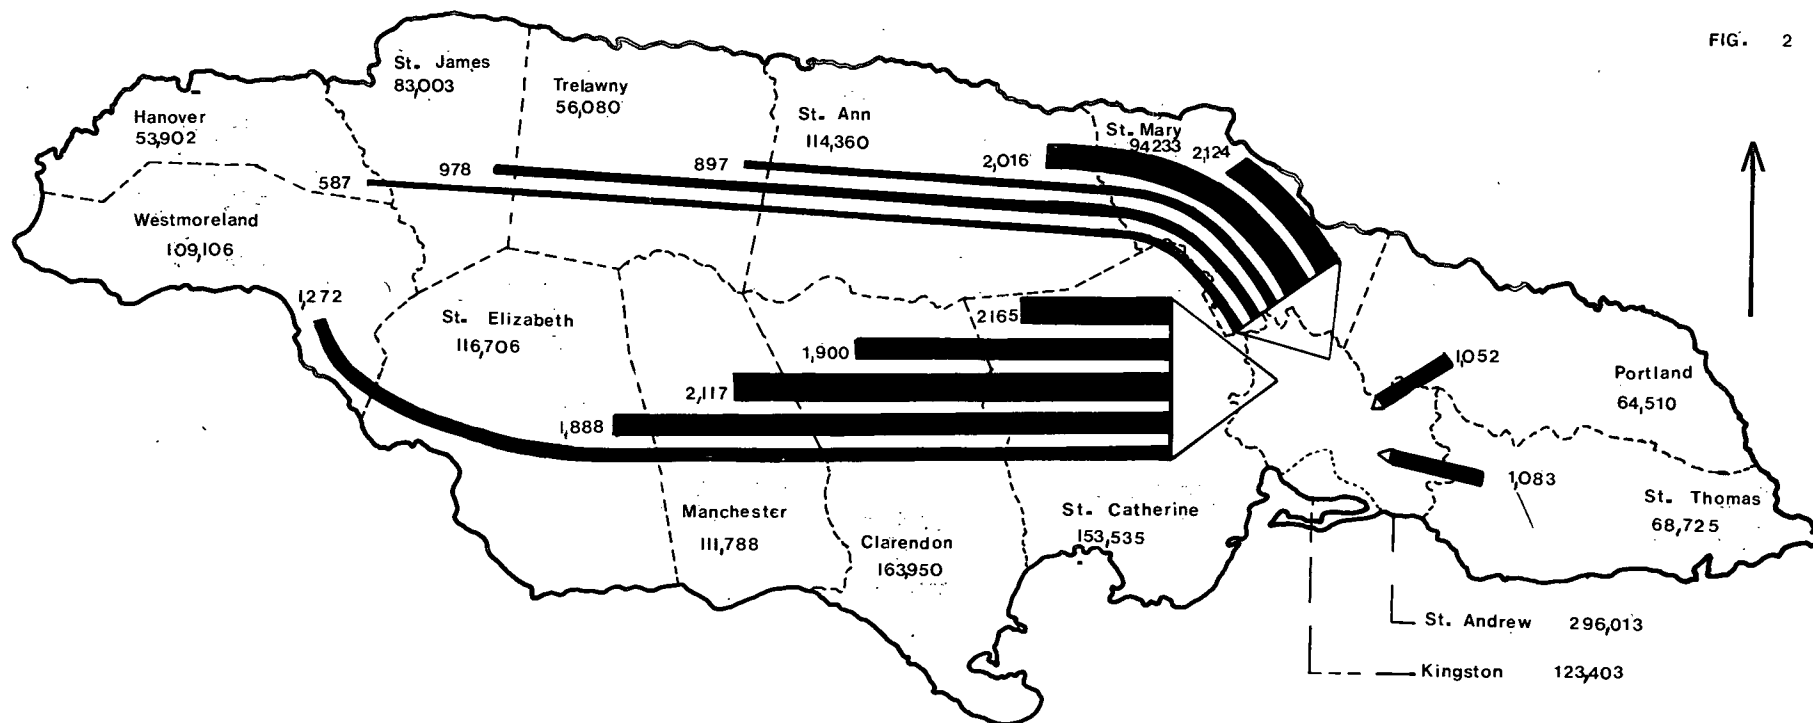 FIG. 2
St. James
83,003
Trelawny
56,080
Hanover
53,902
St. Ann
114,360
St. Mary
94233
2,124
2,016
897
978
587
Westmoreland
109,106
1,272
St. Elizabeth
116,706
2165
1,900
2,117
1,888
1,052
Portland
64,510
1,083
St. Thomas
68,725
Manchester
111,788
Clarendon
163,950
St. Catherine
153,535
St. Andrew 296,013
Kingston 123,403